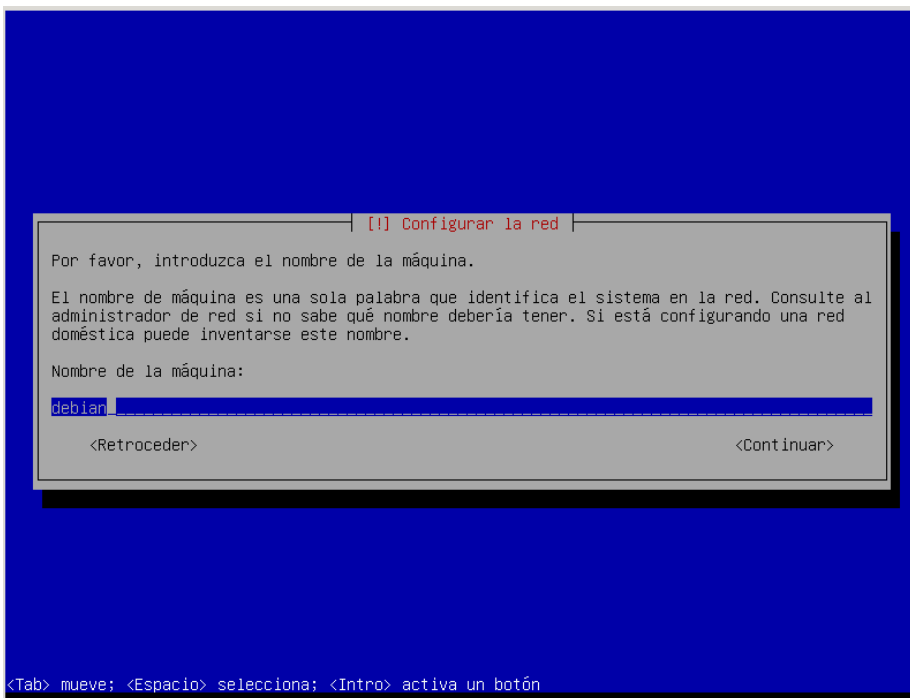 [!] Configurar la red
Por favor, introduzca el nombre de la máquina.
El nombre de máquina es una sola palabra que identifica el sistema en la red. Consulte al
administrador de red si no sabe qué nombre debería tener. Si está configurando una red
doméstica puede inventarse este nombre.
Nombre de la máquina:
debian
<Retroceder> <Continuar>
<Tab> mueve; <Espacio> selecciona; <Intro> activa un botón